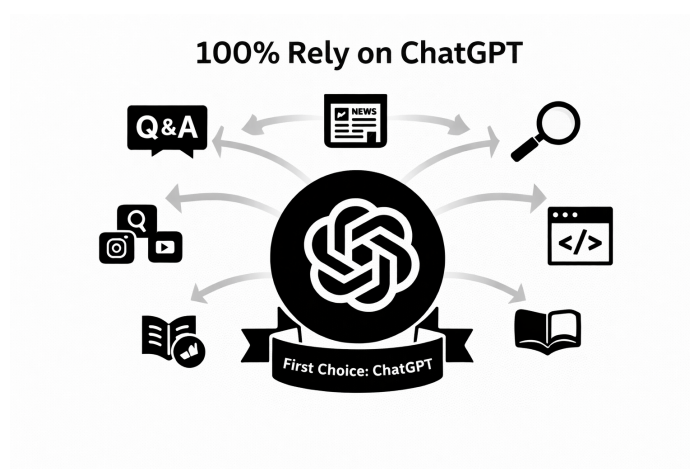 100% Rely on ChatGPT
Q&A
NEWS
</>
First Choice: ChatGPT